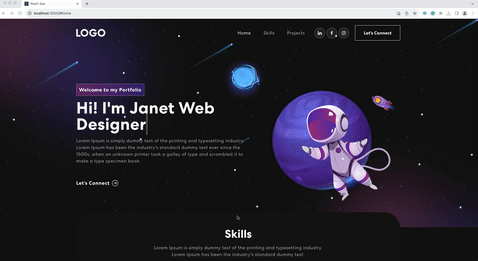 React App
localhost:3000/#home
LOGO
Home
Skills
Projects
Let's Connect
Welcome to my Portfolio
Hi! I'm Janet Web
Designer
Lorem Ipsum is simply dummy text of the printing and typesetting industry.
Lorem Ipsum has been the industry's standard dummy text ever since the
1500s, when an unknown printer took a galley of type and scrambled it to
make a type specimen book.
Let's Connect
Skills
Lorem Ipsum is simply dummy text of the printing and typesetting industry.
Lorem Ipsum has been the industry's standard dummy text.